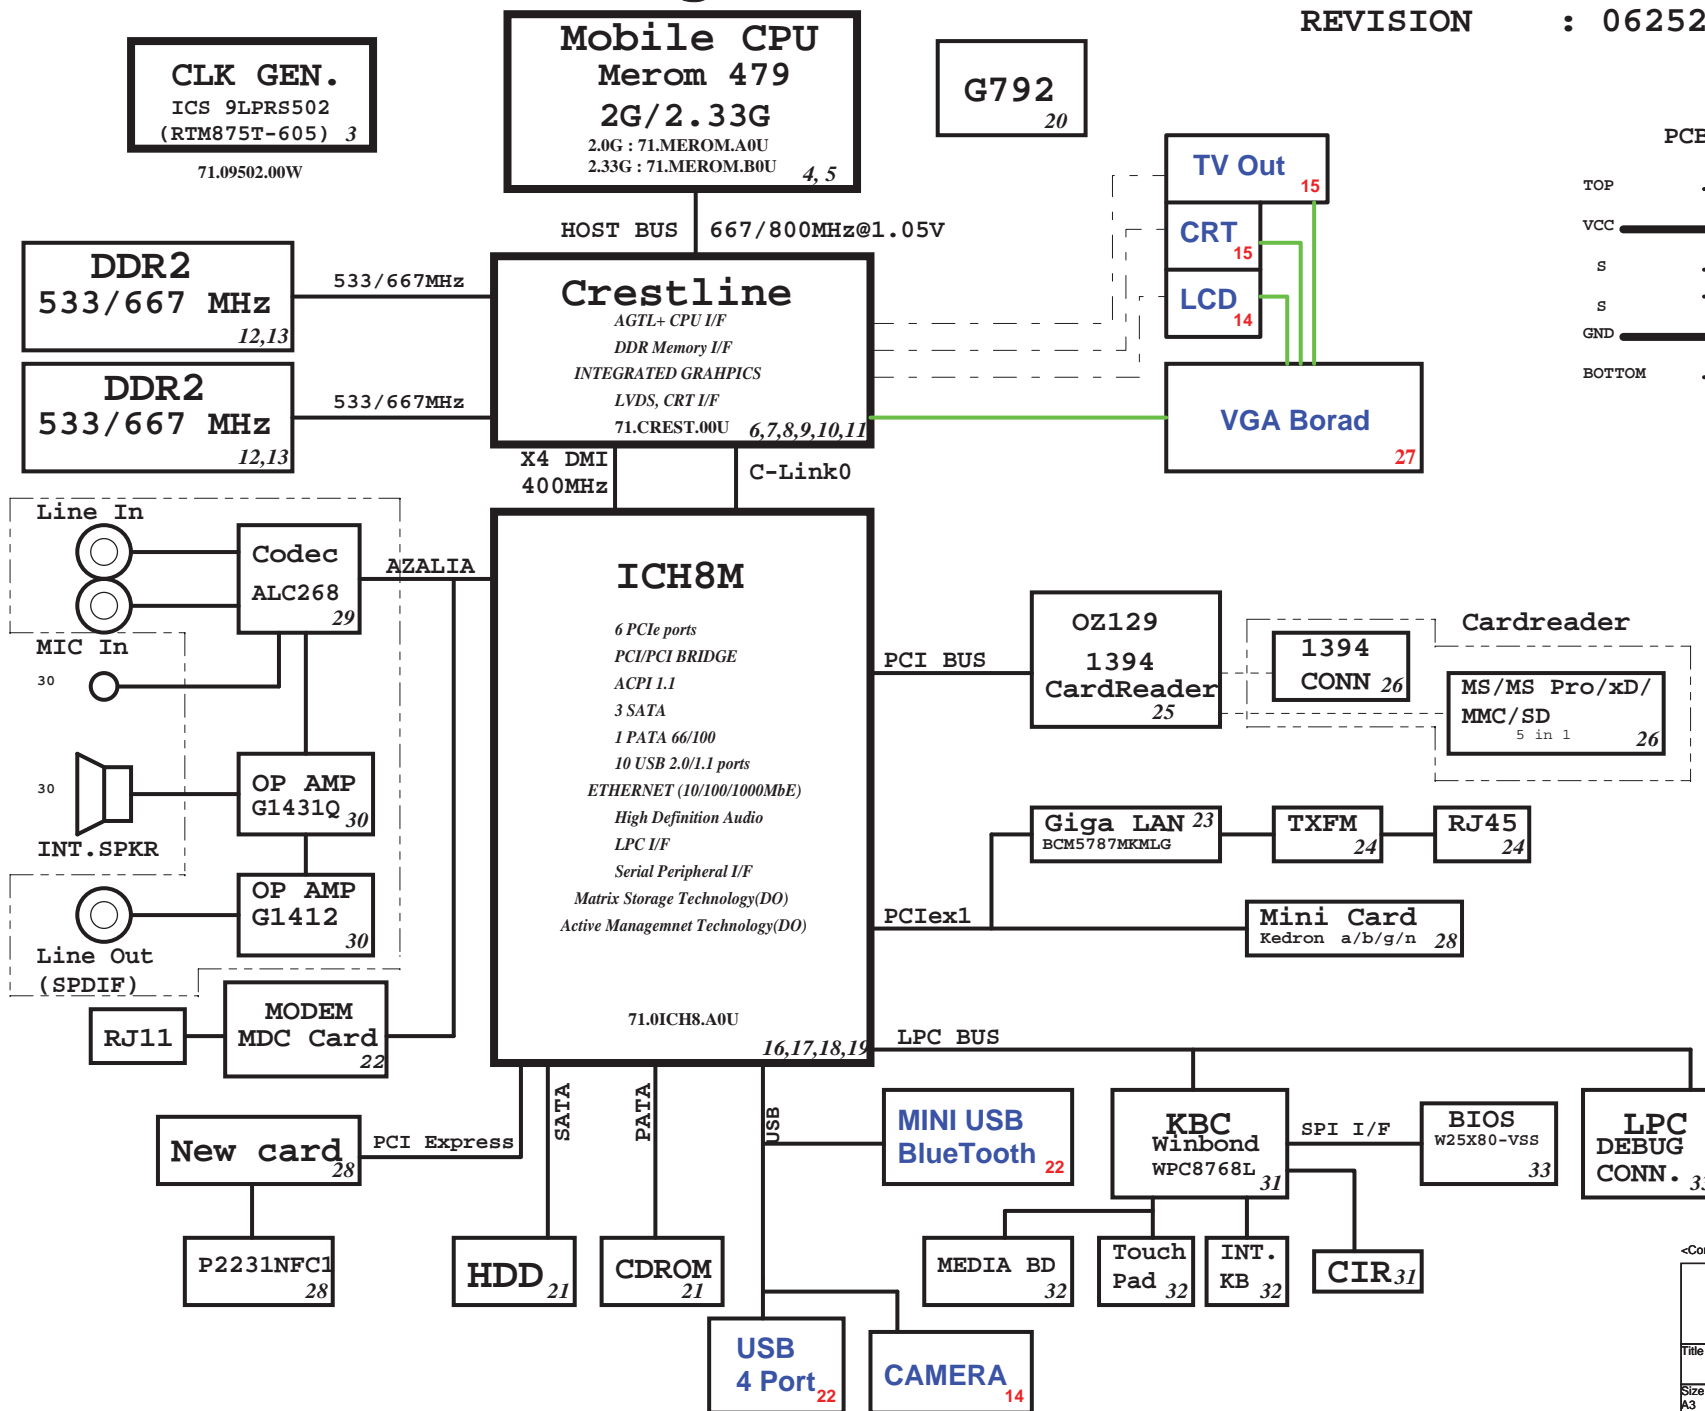 REVISION : 06252
CLK GEN.
ICS 9LPRS502
(RTM875T-605) 3
71.09502.00W
Mobile CPU
Merom 479
2G/2.33G
2.0G : 71.MEROM.A0U
2.33G : 71.MEROM.B0U
4, 5
G792
20
HOST BUS
667/800MHz@1.05V
TV Out
15
CRT
15
LCD
14
VGA Borad
27
PCB
TOP
VCC
S
S
GND
BOTTOM
DDR2
533/667 MHz
12,13
533/667MHz
DDR2
533/667 MHz
12,13
533/667MHz
Crestline
AGTL+ CPU I/F
DDR Memory I/F
INTEGRATED GRAHPICS
LVDS, CRT I/F
71.CREST.00U
6,7,8,9,10,11
X4 DMI
400MHz
C-Link0
Line In
Codec
ALC268
29
AZALIA
MIC In
30
30
OP AMP
G1431Q
30
INT.SPKR
OP AMP
G1412
30
Line Out
(SPDIF)
MODEM
MDC Card
22
RJ11
ICH8M
6 PCIe ports
PCI/PCI BRIDGE
ACPI 1.1
3 SATA
1 PATA 66/100
10 USB 2.0/1.1 ports
ETHERNET (10/100/1000MbE)
High Definition Audio
LPC I/F
Serial Peripheral I/F
Matrix Storage Technology(DO)
Active Managemnet Technology(DO)
71.0ICH8.A0U
16,17,18,19
PCI BUS
OZ129
1394
CardReader
25
1394
CONN
26
Cardreader
MS/MS Pro/xD/
MMC/SD
5 in 1
26
Giga LAN
23
BCM5787MKMLG
TXFM
24
RJ45
24
PCIex1
Mini Card
Kedron a/b/g/n
28
LPC BUS
New card
28
PCI Express
P2231NFC1
28
SATA
PATA
USB
HDD
21
CDROM
21
MINI USB
BlueTooth
22
USB
4 Port
22
CAMERA
14
KBC
Winbond
WPC8768L
31
SPI I/F
BIOS
W25X80-VSS
33
LPC
DEBUG
CONN.
33
MEDIA BD
32
Touch
Pad
32
INT.
KB
32
CIR
31
Title
Size
A3